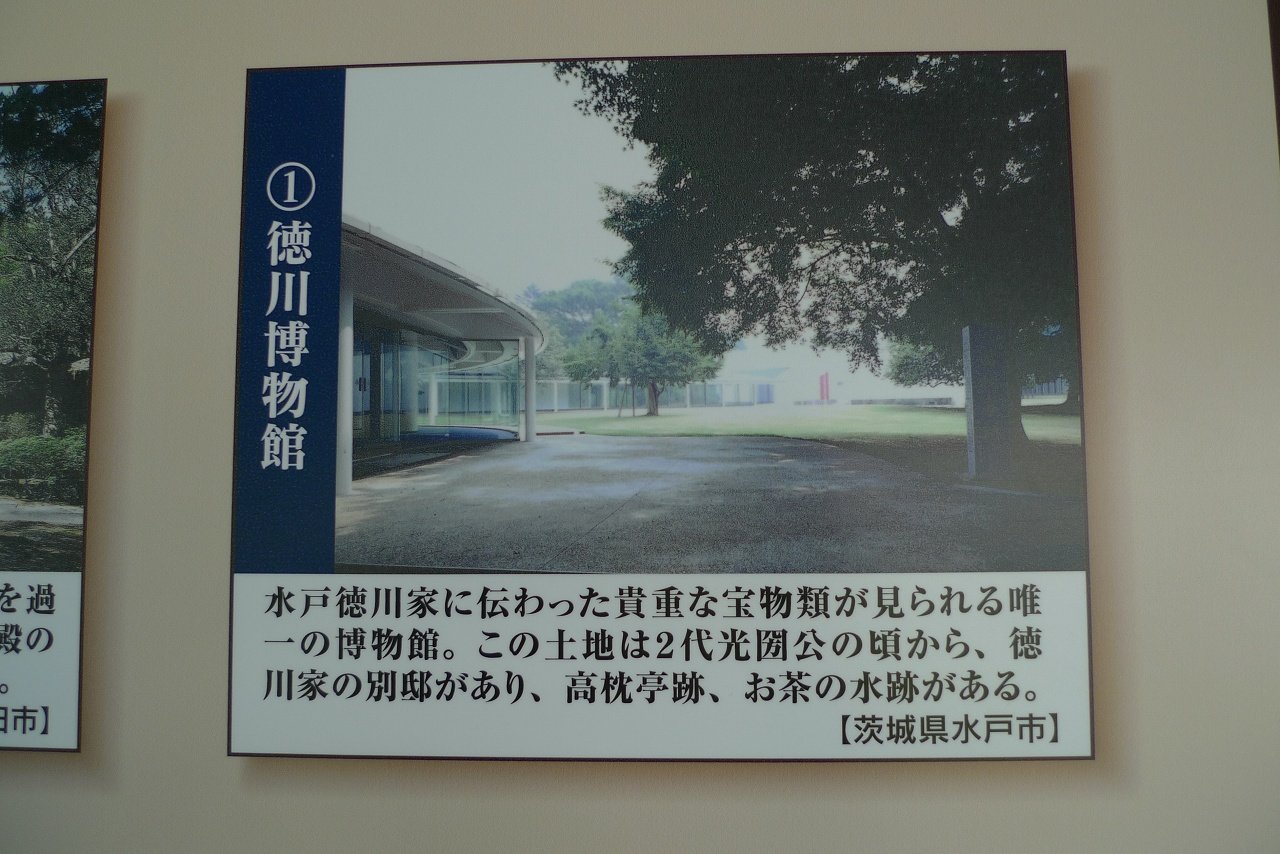 ①徳川博物館
水戸徳川家に伝わった貴重な宝物類が見られる唯
一の博物館。この土地は2代光圀公の頃から、徳
川家の別邸があり、高枕亭跡、お茶の水跡がある。
【茨城県水戸市】
を過
殿の
。
市】